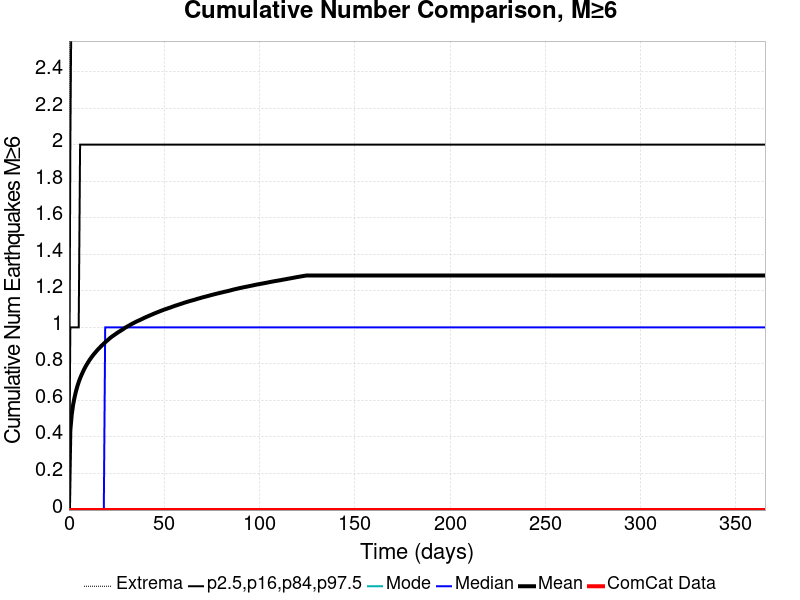 Cumulative Number Comparison, M≥6
Cumulative Num Earthquakes M≥6
2.4
2.2
2
1.8
1.6
1.4
1.2
1
0.8
0.6
0.4
0.2
0
0 50 100 150 200 250 300 350
Time (days)
Extrema p2.5,p16,p84,p97.5 Mode Median Mean ComCat Data